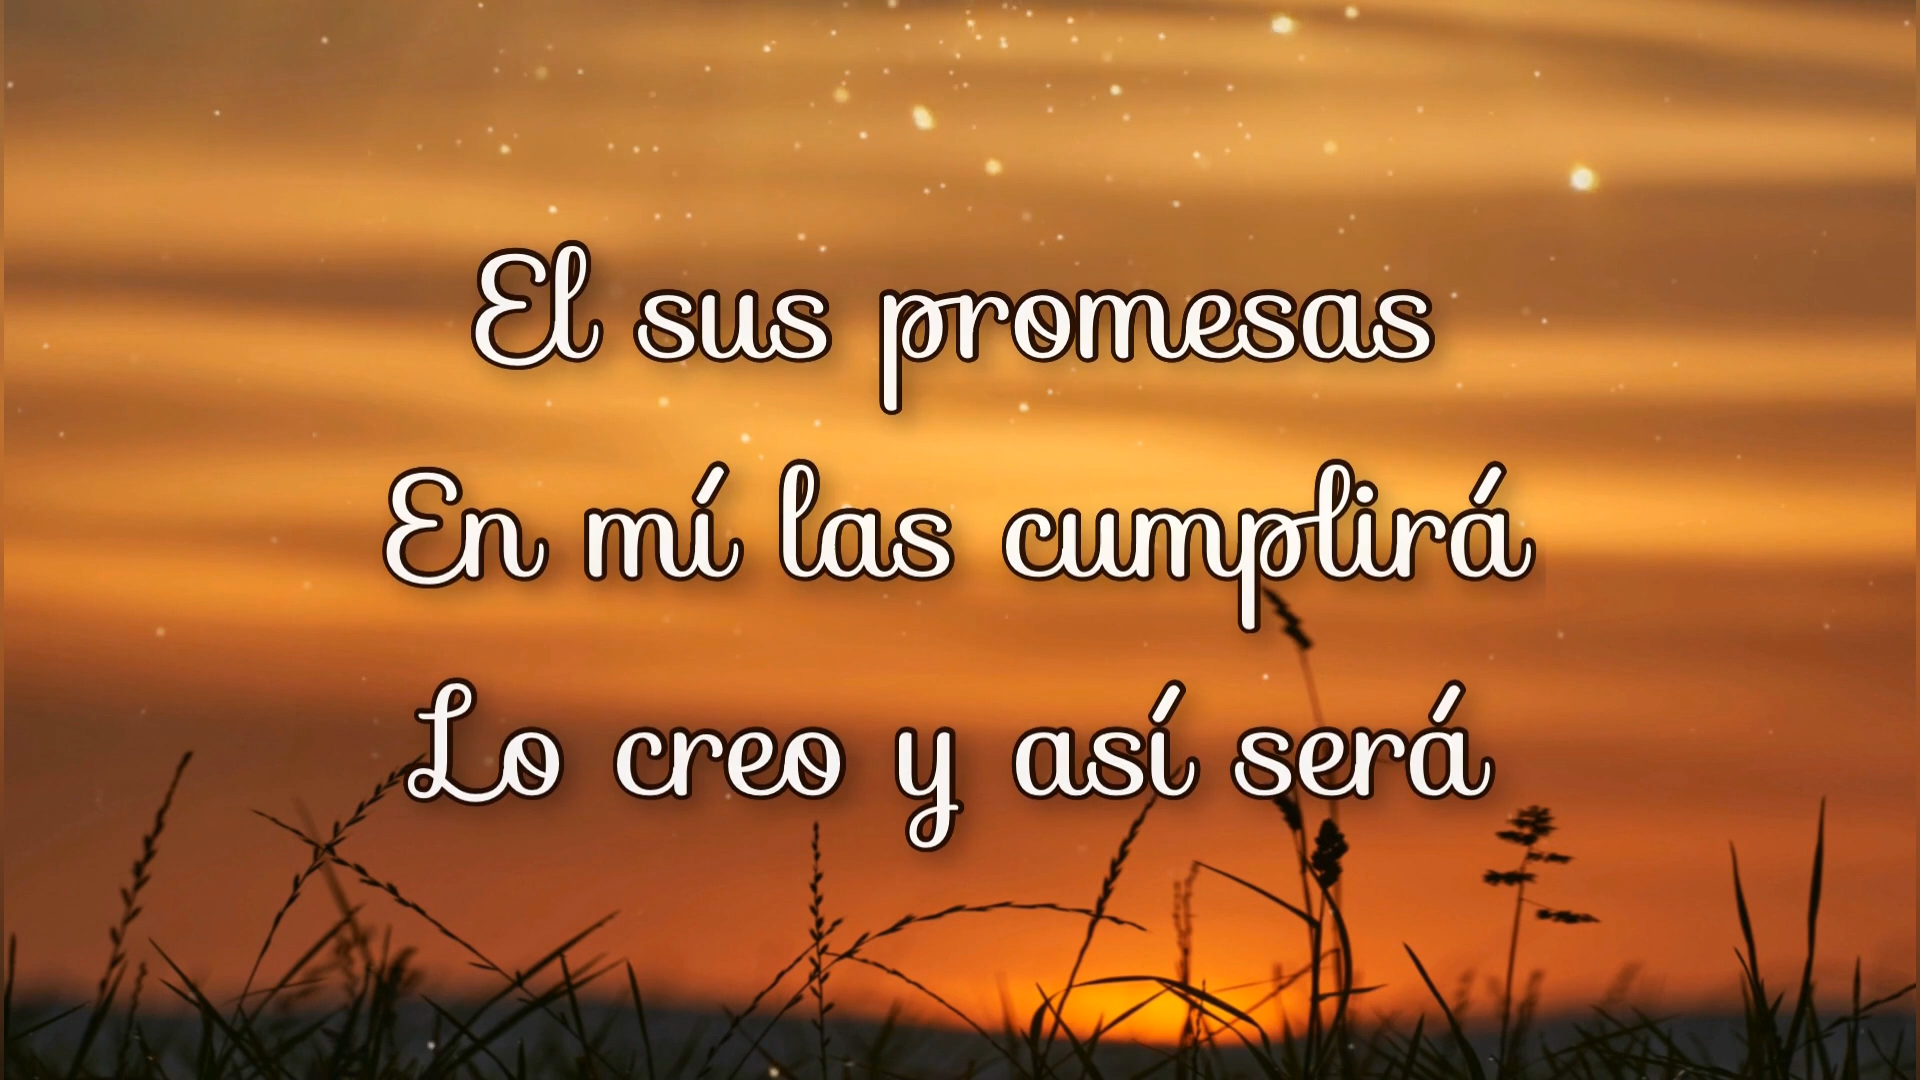 El sus promesas
En mí las cumplirá
Lo creo y así será